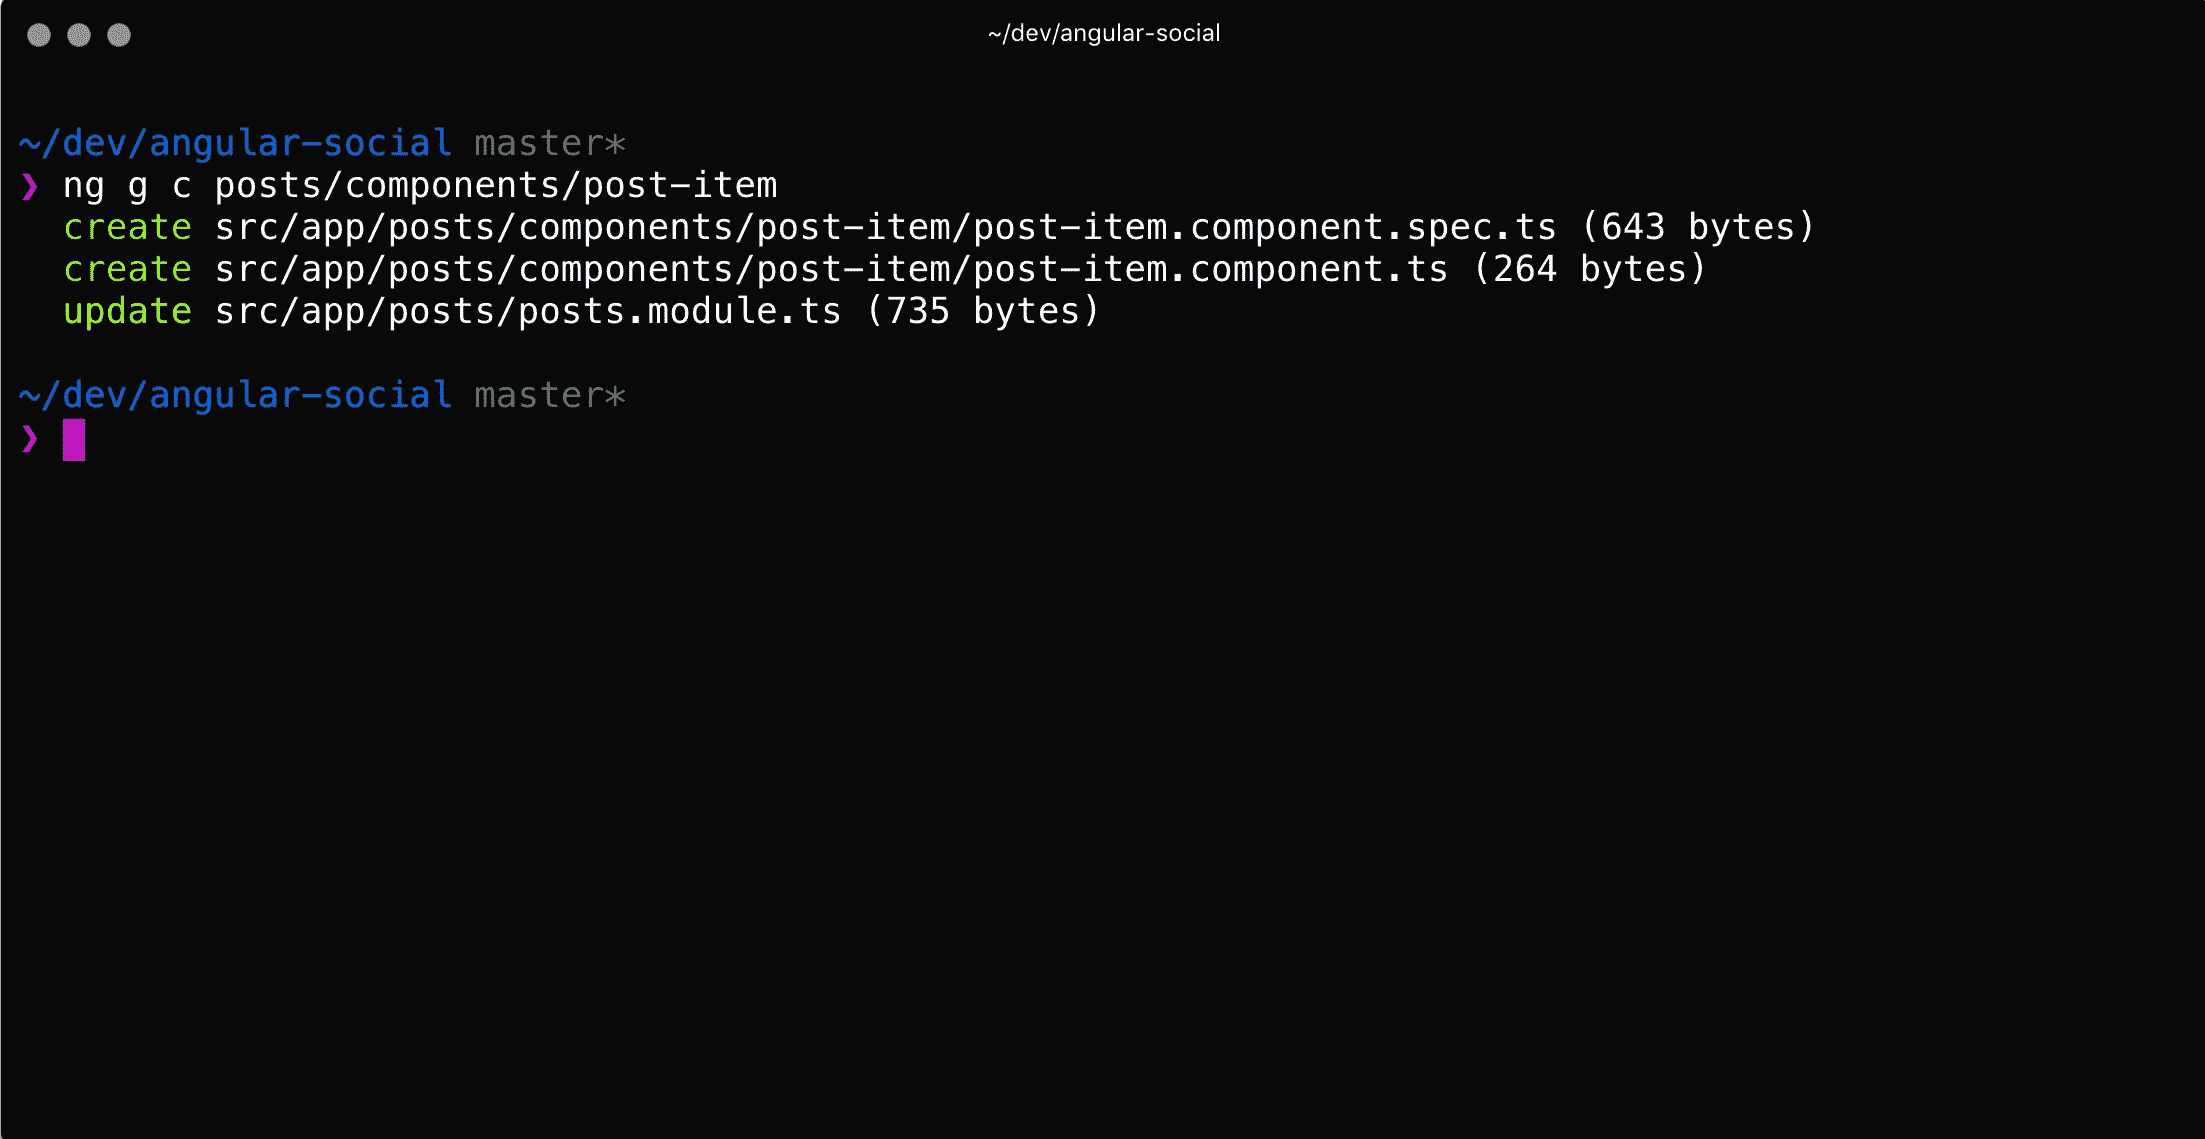 ~/dev/angular-social
~/dev/angular-social master*
❯ ng g c posts/components/post-item
create src/app/posts/components/post-item/post-item.component.spec.ts (643 bytes)
create src/app/posts/components/post-item/post-item.component.ts (264 bytes)
update src/app/posts/posts.module.ts (735 bytes)
~/dev/angular-social master*
❯